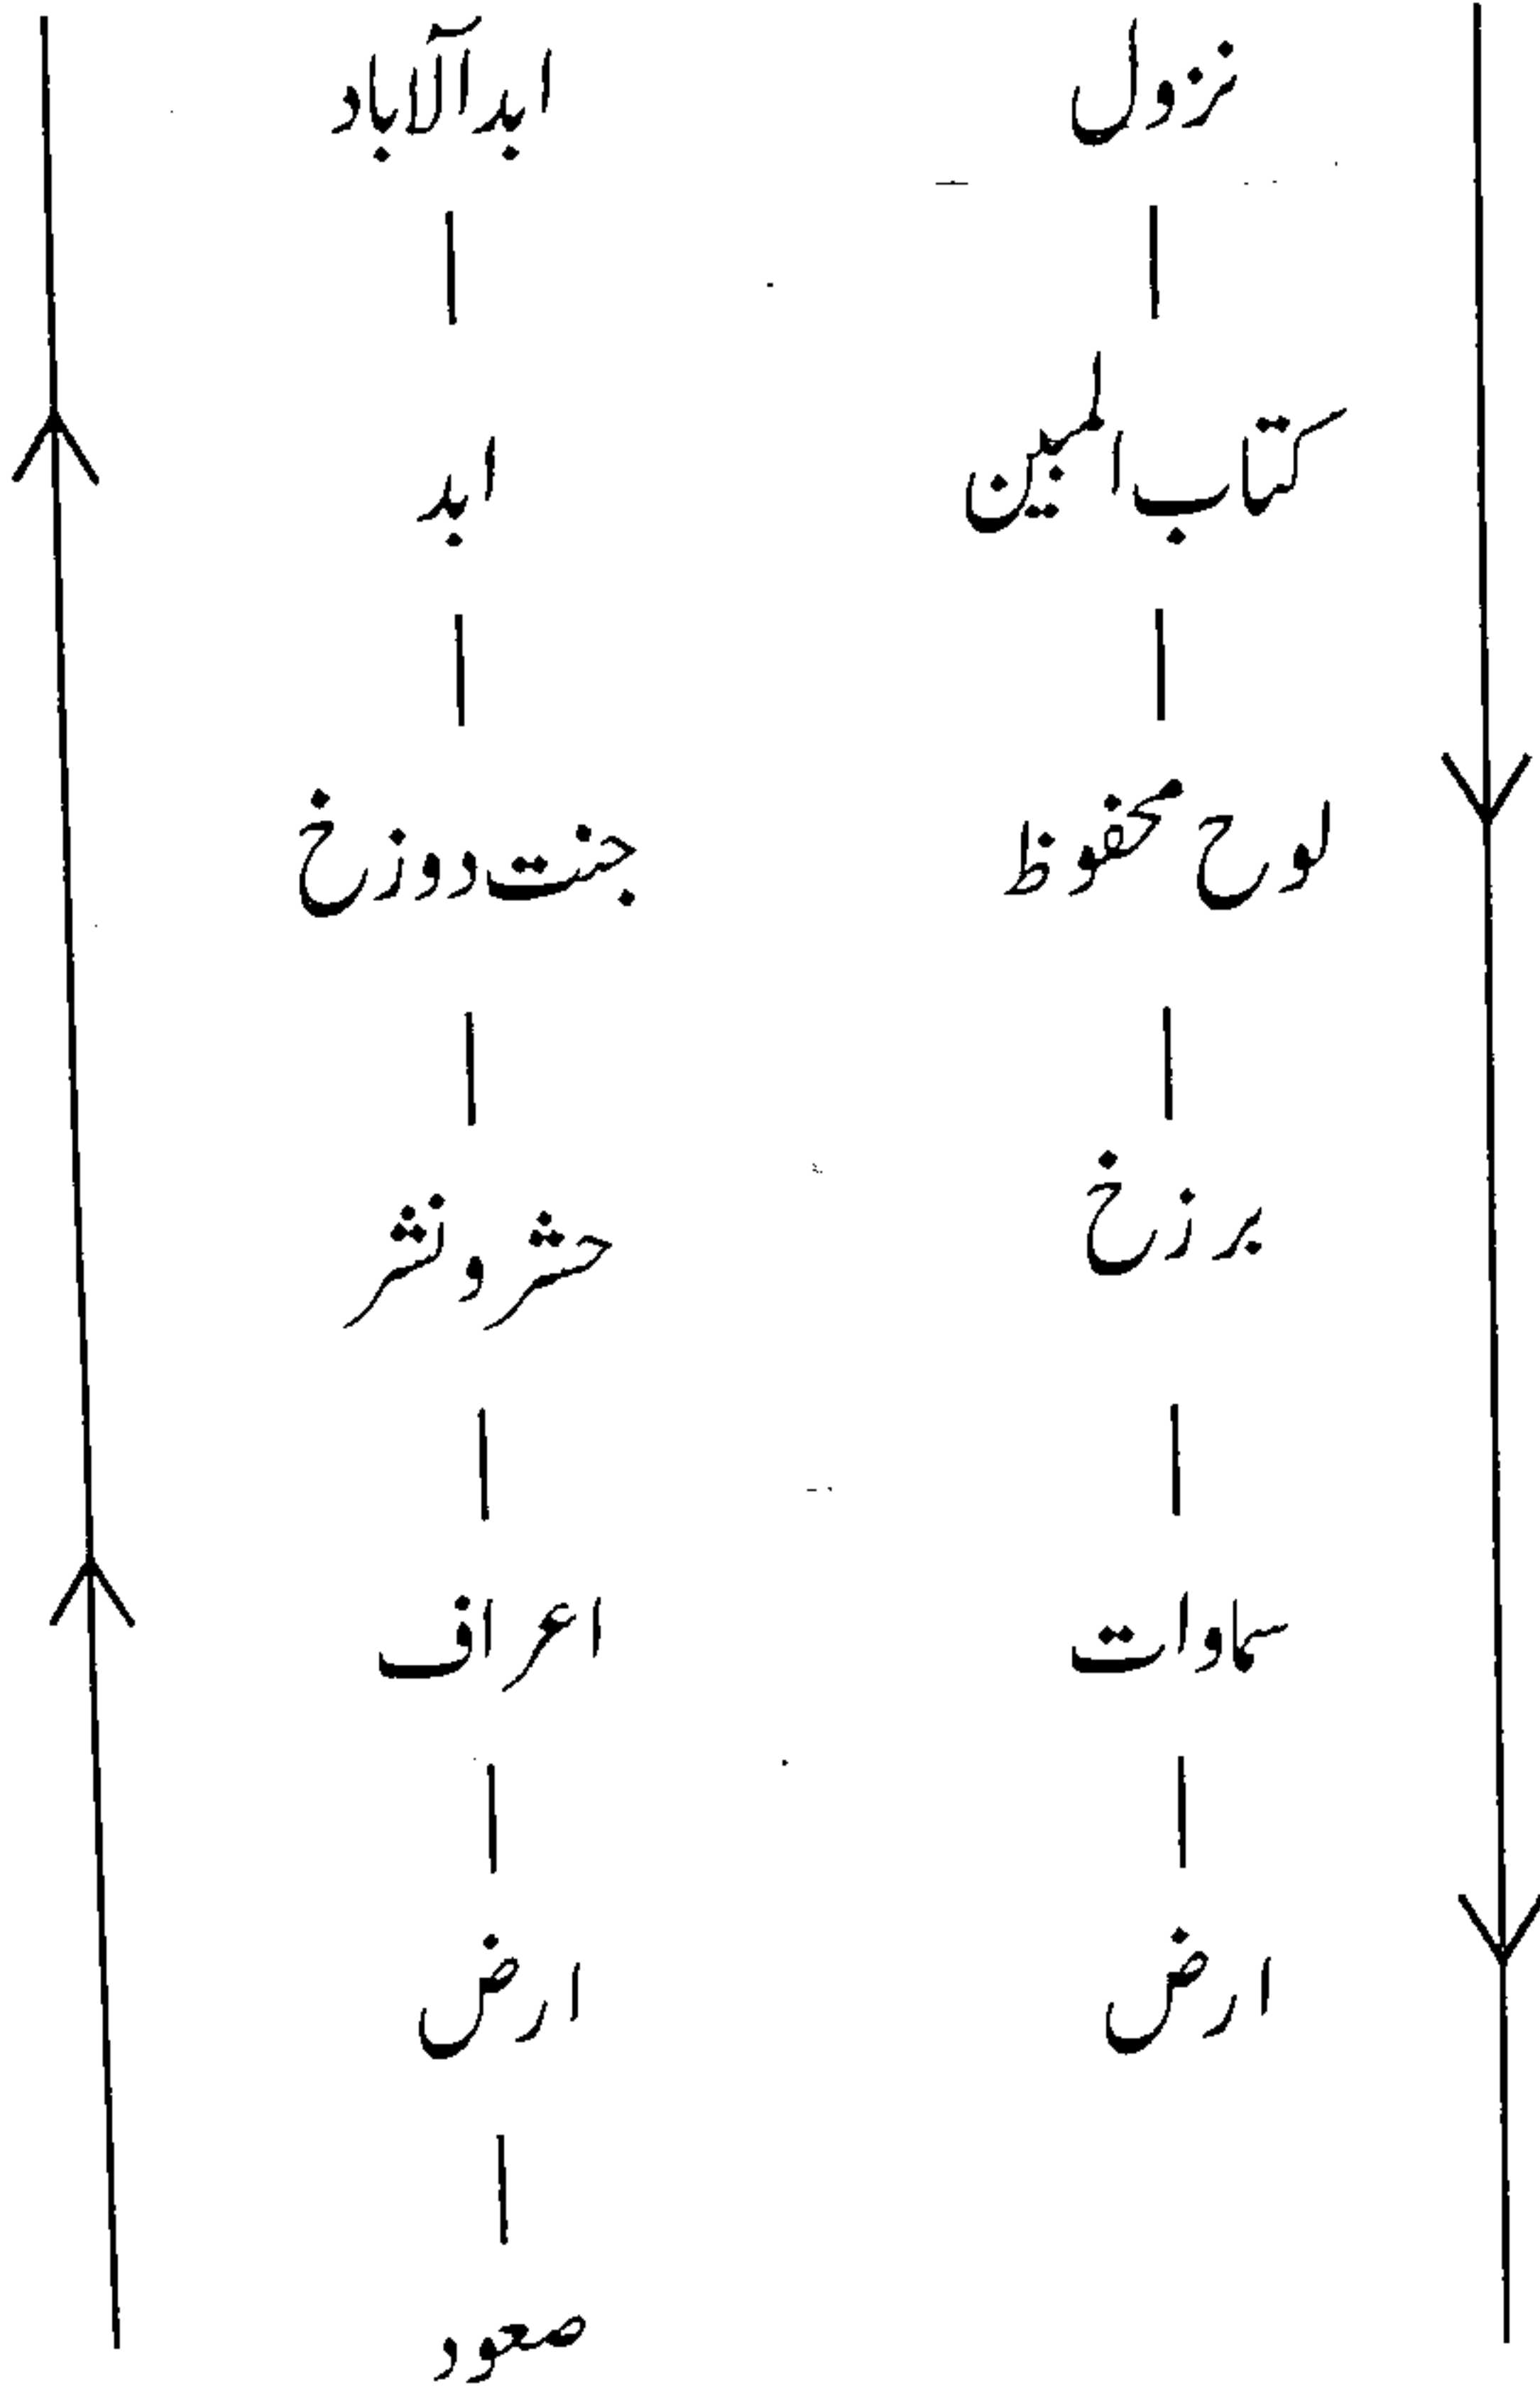 نزول
کتاب المبین
لوح محفوظ
برزخ
سماوات
ارض
ابدالآباد
ابد
جنت دوزخ
حشر و نشر
اعراف
ارض
صعود